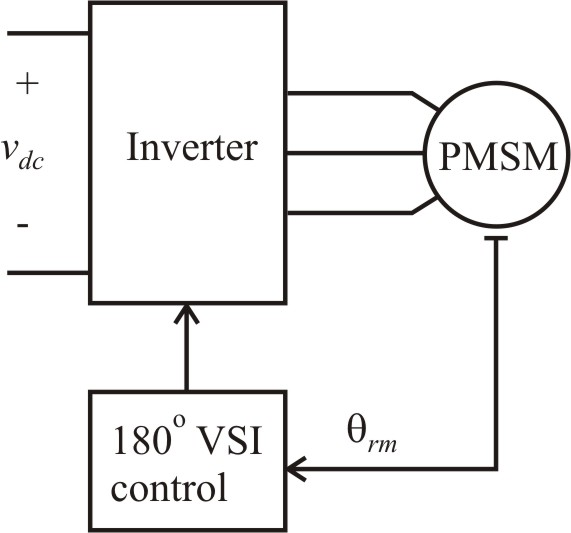 +
v_dc
-
Inverter
PMSM
180° VSI
control
θ_rm